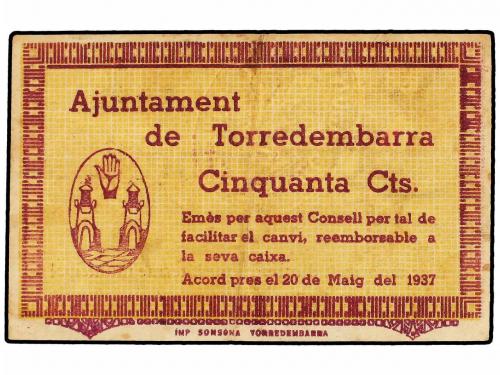 Ajuntament
de Torredembarra
Cinquanta Cts.
Emès per aquest Consell per tal de
facilitar el canvi, reemborsable a
la seva caixa.
Acord pres el 20 de Maig del 1937
IMP SONSONA TORREDEMBARRA